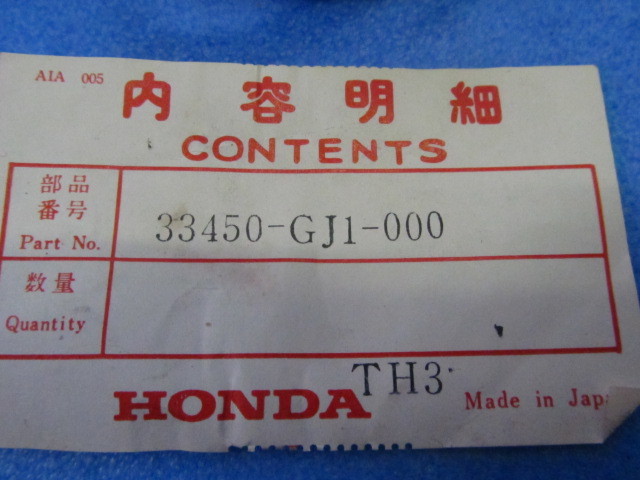 AIA 005
内容明細
CONTENTS
部品
番号
Part No.
33450-GJ1-000
数量
Quantity
TH3
HONDA
Made in Japa